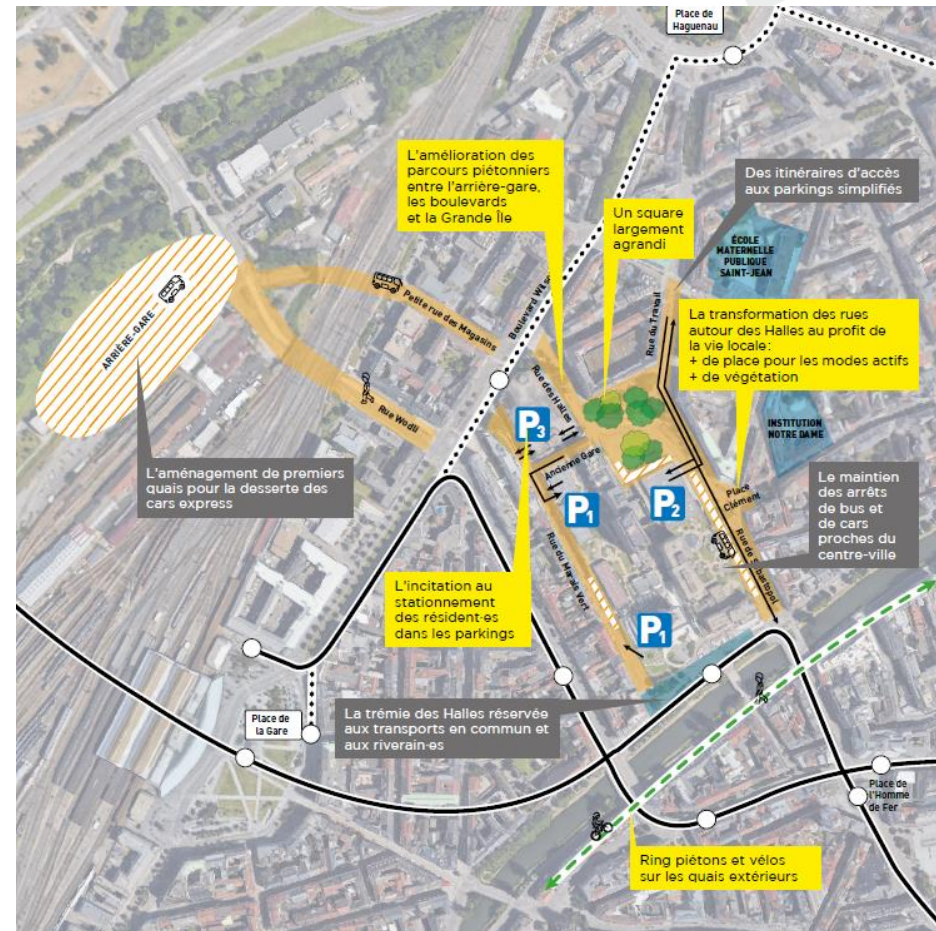 Place de
Haguenau
L'amélioration des
parcours piétonniers
entre l'arrière-gare,
les boulevards
et la Grande Île
Un square
largement
agrandi
Des itinéraires d'accès
aux parkings simplifiés
ÉCOLE
MATERNELLE
PUBLIQUE
SAINT-JEAN
ARRIÈRE-GARE
Petite rue des Magasins
Boulevard
Rue du Travail
La transformation des rues
autour des Halles au profit de
la vie locale:
+ de place pour les modes actifs
+ de végétation
Rue Wodli
Rue des Halles
P3
Ancienne Gare
INSTITUTION
NOTRE DAME
L'aménagement de premiers
quais pour la desserte des
cars express
P1
P2
Place
Clément
Le maintien
des arrêts
de bus et
de cars
proches du
centre-ville
Rue du Marais Vert
L'incitation au
stationnement
des résident·es
dans les parkings
P1
La trémie des Halles réservée
aux transports en commun et
aux riverain·es
Place de
la Gare
Place de
l'Homme
de Fer
Ring piétons et vélos
sur les quais extérieurs